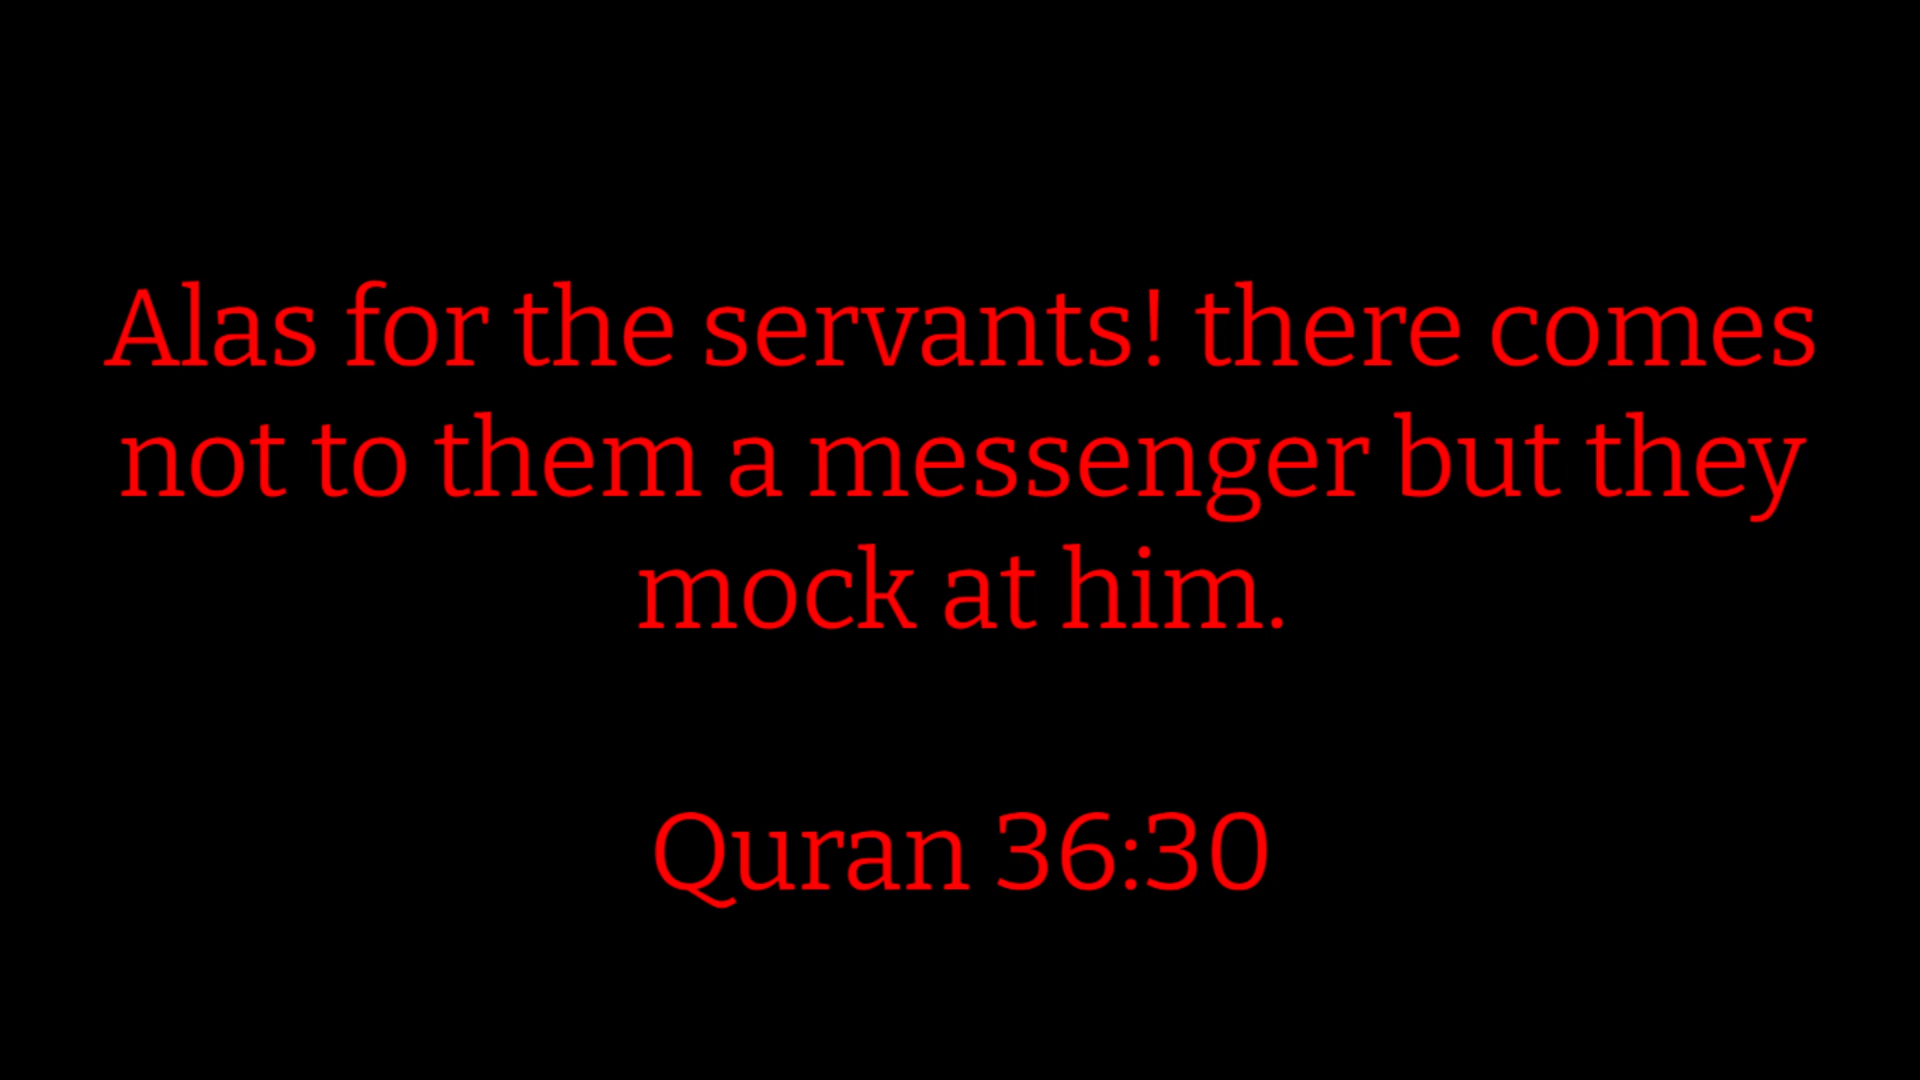 Alas for the servants! there comes
not to them a messenger but they
mock at him.
Quran 36:30